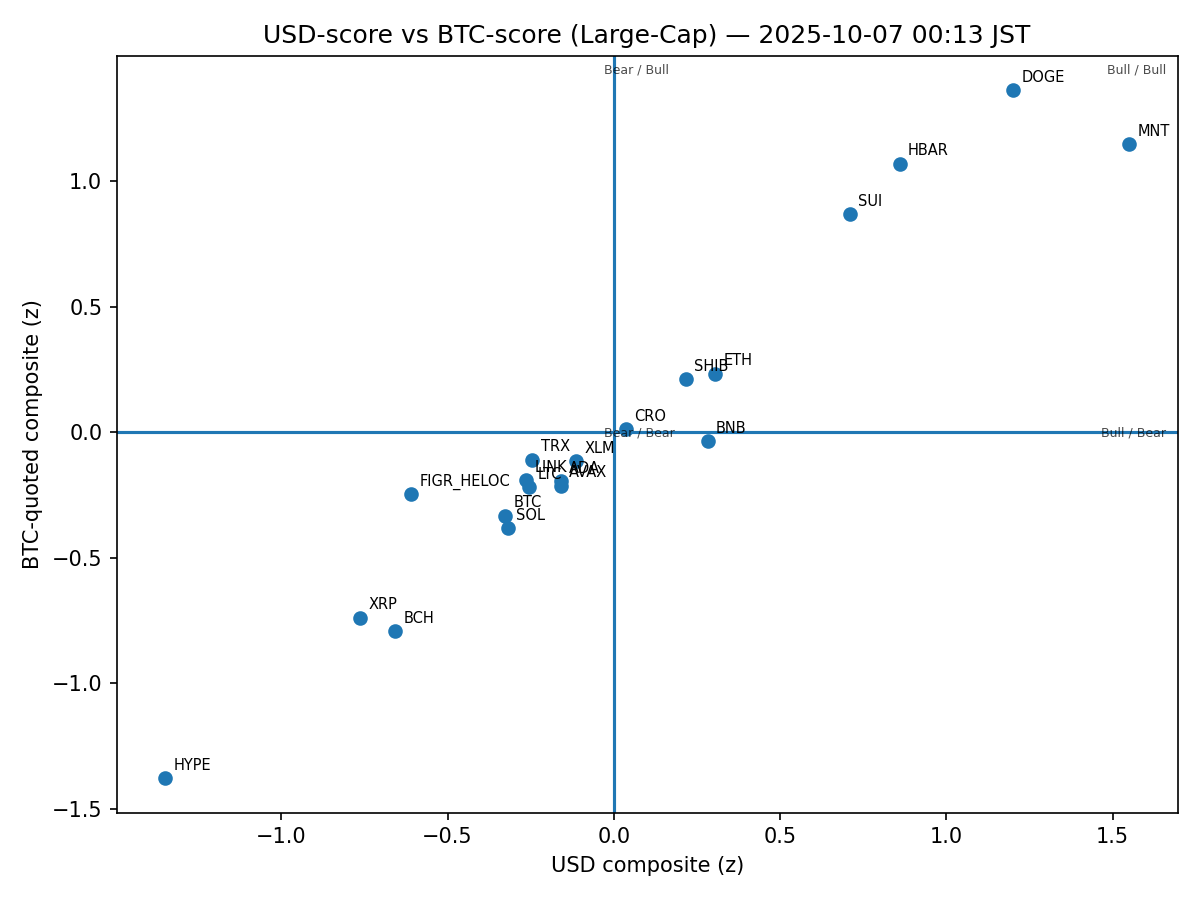 USD-score vs BTC-score (Large-Cap) — 2025-10-07 00:13 JST
Bear / Bull
Bull / Bull
DOGE
MNT
HBAR
SUI
SHIB
ETH
CRO
BNB
Bear / Bear
Bull / Bear
TRX
XLM
LINK
ADA
LTC
AVAX
FIGR_HELOC
BTC
SOL
XRP
BCH
HYPE
1.0
0.5
0.0
−0.5
−1.0
−1.5
BTC-quoted composite (z)
−1.0
−0.5
0.0
0.5
1.0
1.5
USD composite (z)